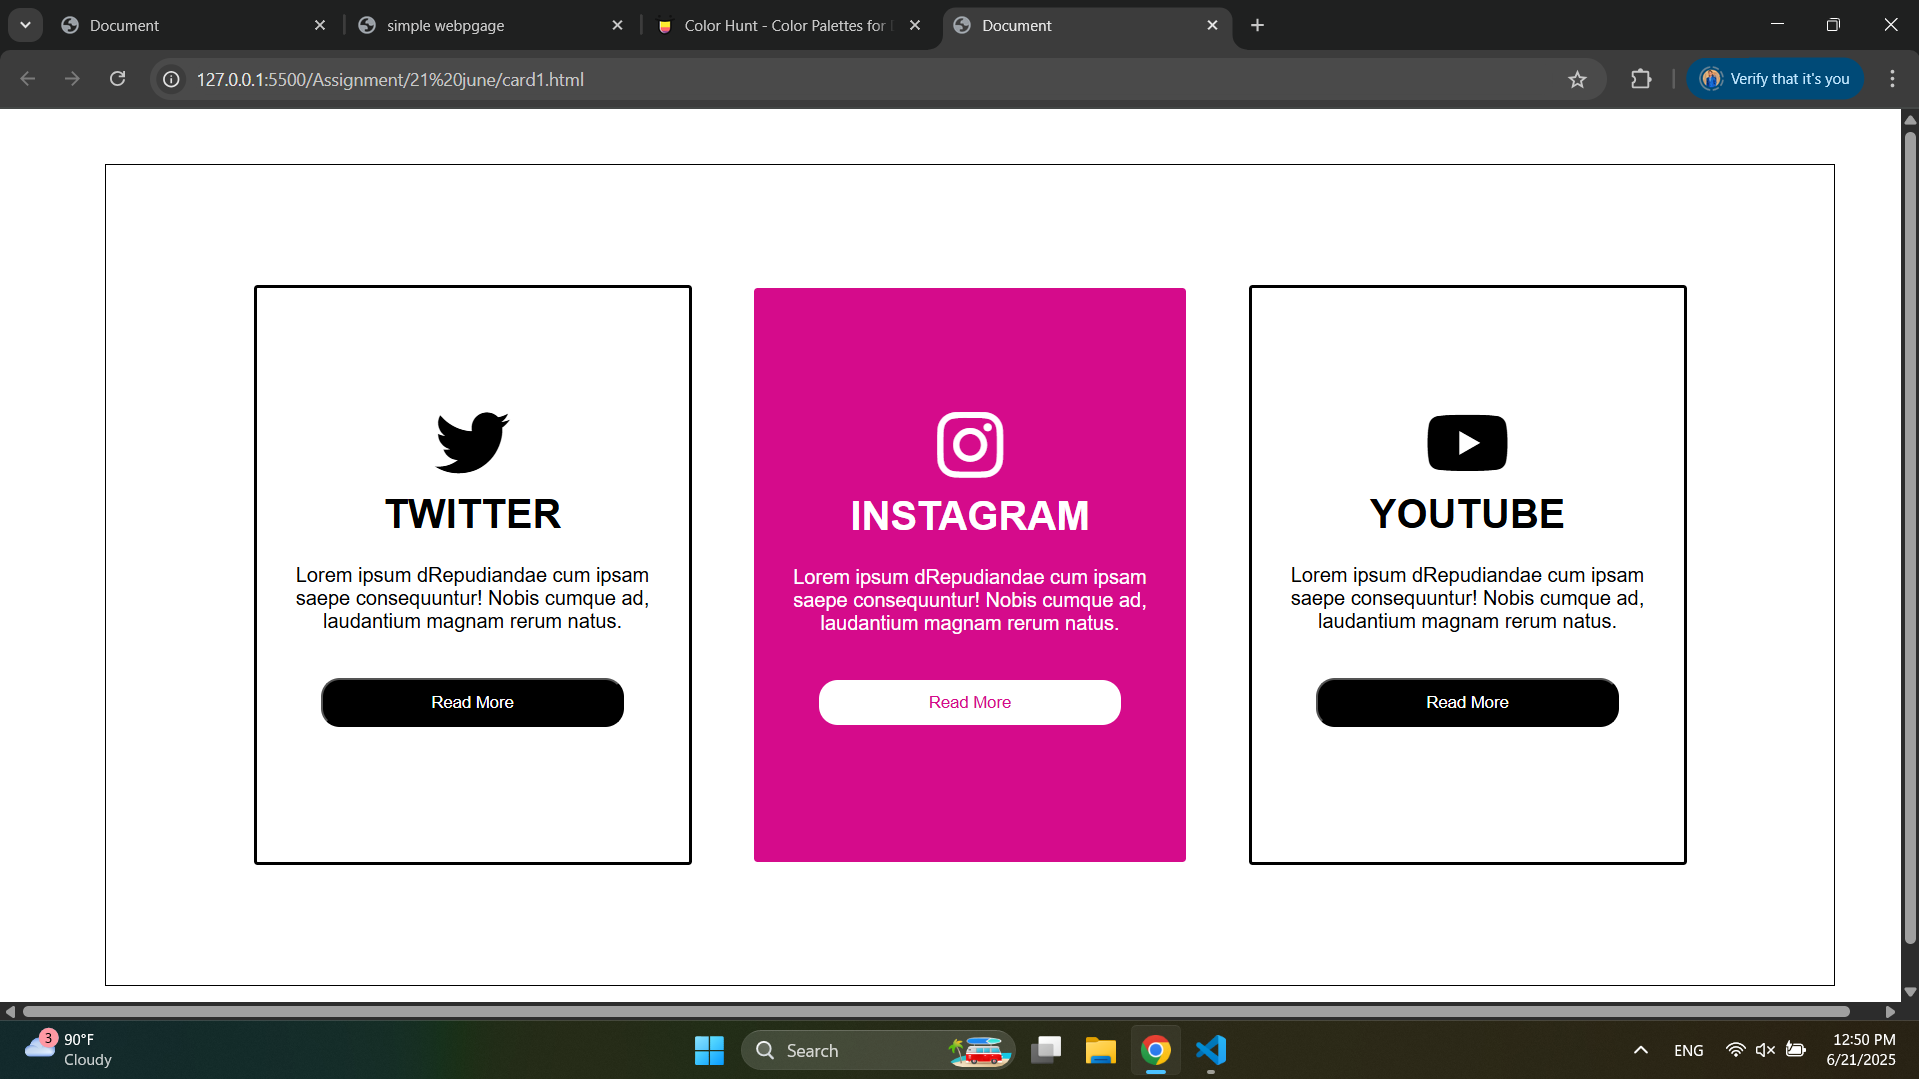 Document
simple webpgage
Color Hunt - Color Palettes for
Document
127.0.0.1:5500/Assignment/21%20june/card1.html
Verify that it's you
TWITTER
Lorem ipsum dRepudiandae cum ipsam
saepe consequuntur! Nobis cumque ad,
laudantium magnam rerum natus.
Read More
INSTAGRAM
Lorem ipsum dRepudiandae cum ipsam
saepe consequuntur! Nobis cumque ad,
laudantium magnam rerum natus.
Read More
YOUTUBE
Lorem ipsum dRepudiandae cum ipsam
saepe consequuntur! Nobis cumque ad,
laudantium magnam rerum natus.
Read More
3
90°F
Cloudy
Search
ENG
12:50 PM
6/21/2025